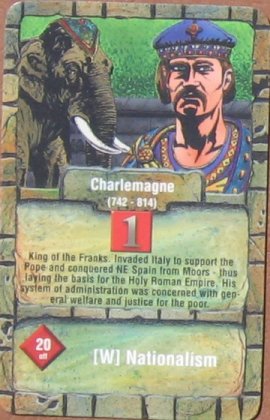 Charlemagne
(742 - 814)
1
King of the Franks. Invaded Italy to support the
Pope and conquered NE Spain from Moors - thus
laying the basis for the Holy Roman Empire. His
system of administration was concerned with gen-
eral welfare and justice for the poor.
20
off
[W] Nationalism